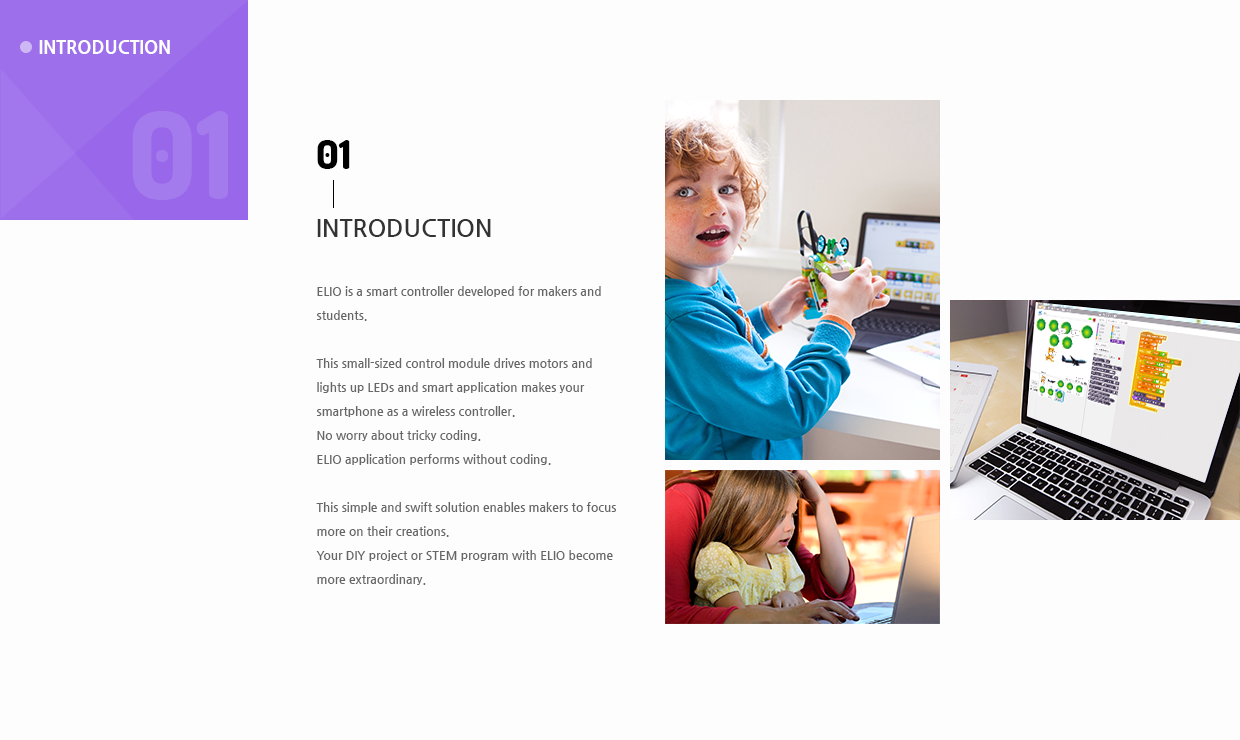 INTRODUCTION
01
01
INTRODUCTION
ELIO is a smart controller developed for makers and
students.
This small-sized control module drives motors and
lights up LEDs and smart application makes your
smartphone as a wireless controller.
No worry about tricky coding.
ELIO application performs without coding.
This simple and swift solution enables makers to focus
more on their creations.
Your DIY project or STEM program with ELIO become
more extraordinary.